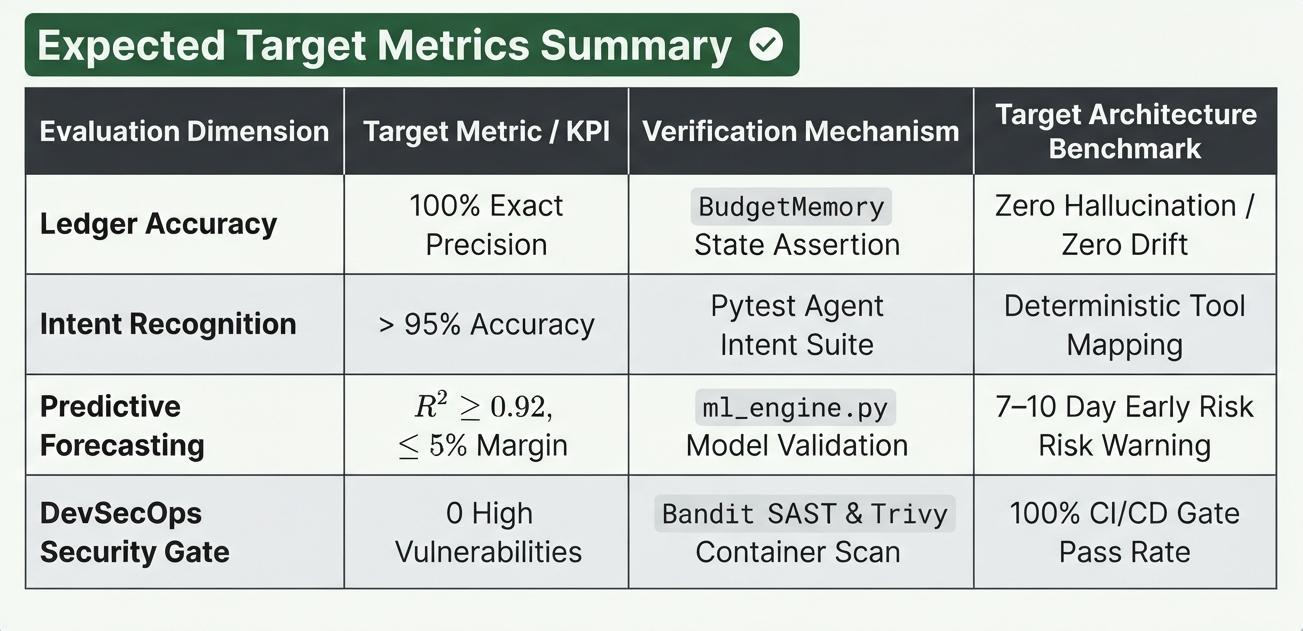 Expected Target Metrics Summary
Evaluation Dimension
Target Metric / KPI
Verification Mechanism
Target Architecture
Benchmark
Ledger Accuracy
100% Exact
Precision
BudgetMemory
State Assertion
Zero Hallucination /
Zero Drift
Intent Recognition
> 95% Accuracy
Pytest Agent
Intent Suite
Deterministic Tool
Mapping
Predictive
Forecasting
R² ≥ 0.92,
≤ 5% Margin
ml_engine.py
Model Validation
7–10 Day Early Risk
Risk Warning
DevSecOps
Security Gate
0 High
Vulnerabilities
Bandit SAST & Trivy
Container Scan
100% CI/CD Gate
Pass Rate